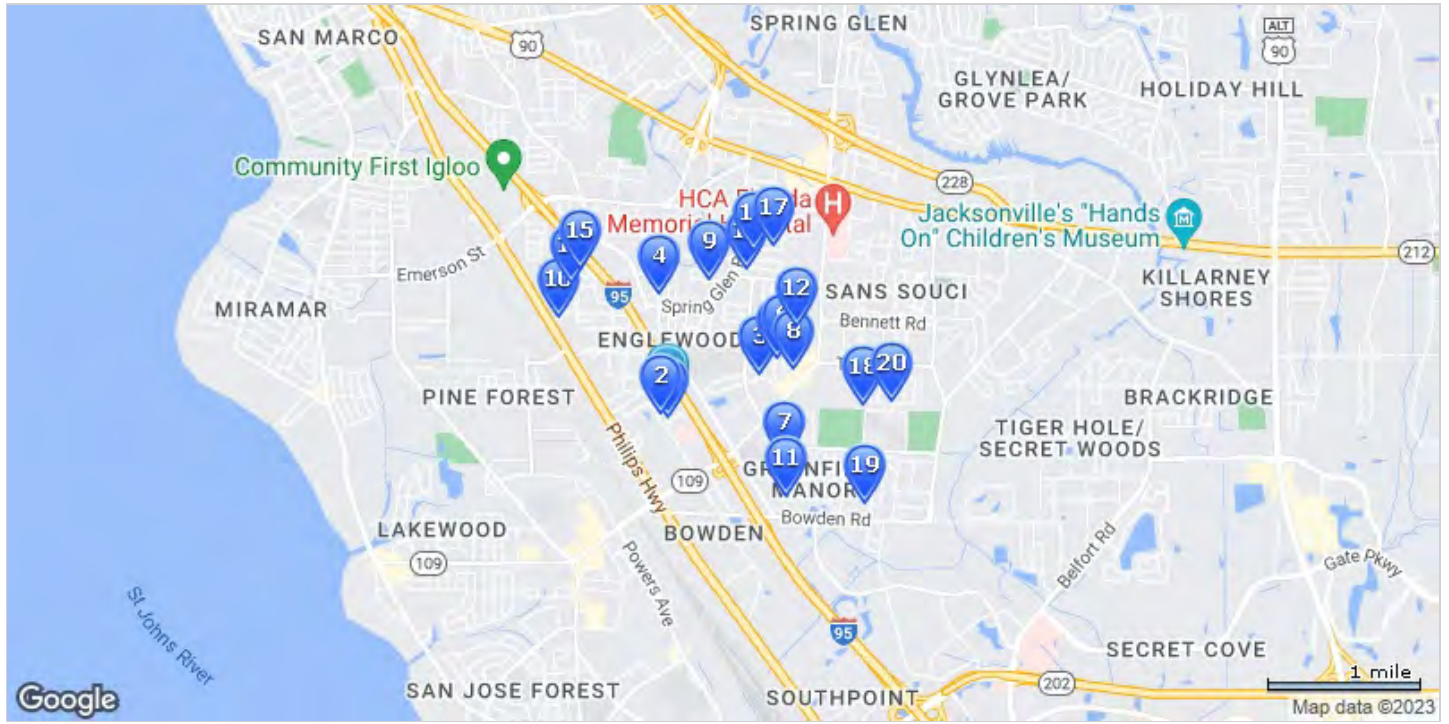 SAN MARCO
SPRING GLEN
90
ALT
90
GLYNLEA/
GROVE PARK
HOLIDAY HILL
Community First Igloo
228
HCA
Memori
tal
H
Jacksonville's "Hands
On" Children's Museum
212
17
15
9
4
Emerson St
95
Spring Glen
12
SANS SOUCI
KILLARNEY
SHORES
MIRAMAR
Bennett Rd
8
3
ENGLEWOOD
18
20
2
PINE FOREST
BRACKRIDGE
7
TIGER HOLE/
SECRET WOODS
Philips Hwy
11
19
MANOR
109
Bowden Rd
BOWDEN
LAKEWOOD
109
Powers Ave
Belfort Rd
Gate Pkwy
St Johns River
95
SECRET COVE
1 mile
202
SAN JOSE FOREST
SOUTHPOINT
Google
Map data ©2023